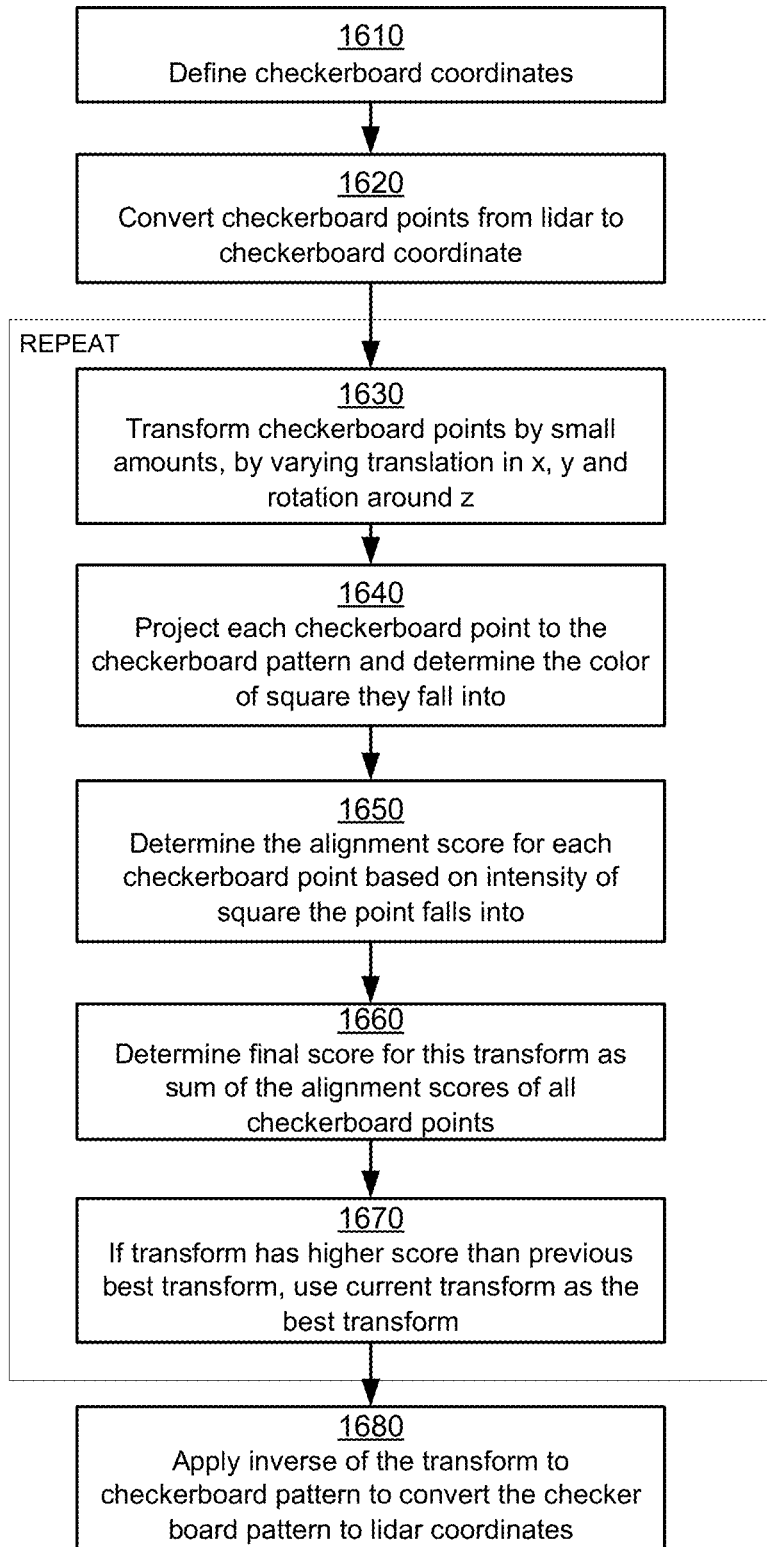 1610
Define checkerboard coordinates
1620
Convert checkerboard points from lidar to
checkerboard coordinate
REPEAT
1630
Transform checkerboard points by small
amounts, by varying translation in x, y and
rotation around z
1640
Project each checkerboard point to the
checkerboard pattern and determine the color
of square they fall into
1650
Determine the alignment score for each
checkerboard point based on intensity of
square the point falls into
1660
Determine final score for this transform as
sum of the alignment scores of all
checkerboard points
1670
If transform has higher score than previous
best transform, use current transform as the
best transform
1680
Apply inverse of the transform to
checkerboard pattern to convert the checker
board pattern to lidar coordinates